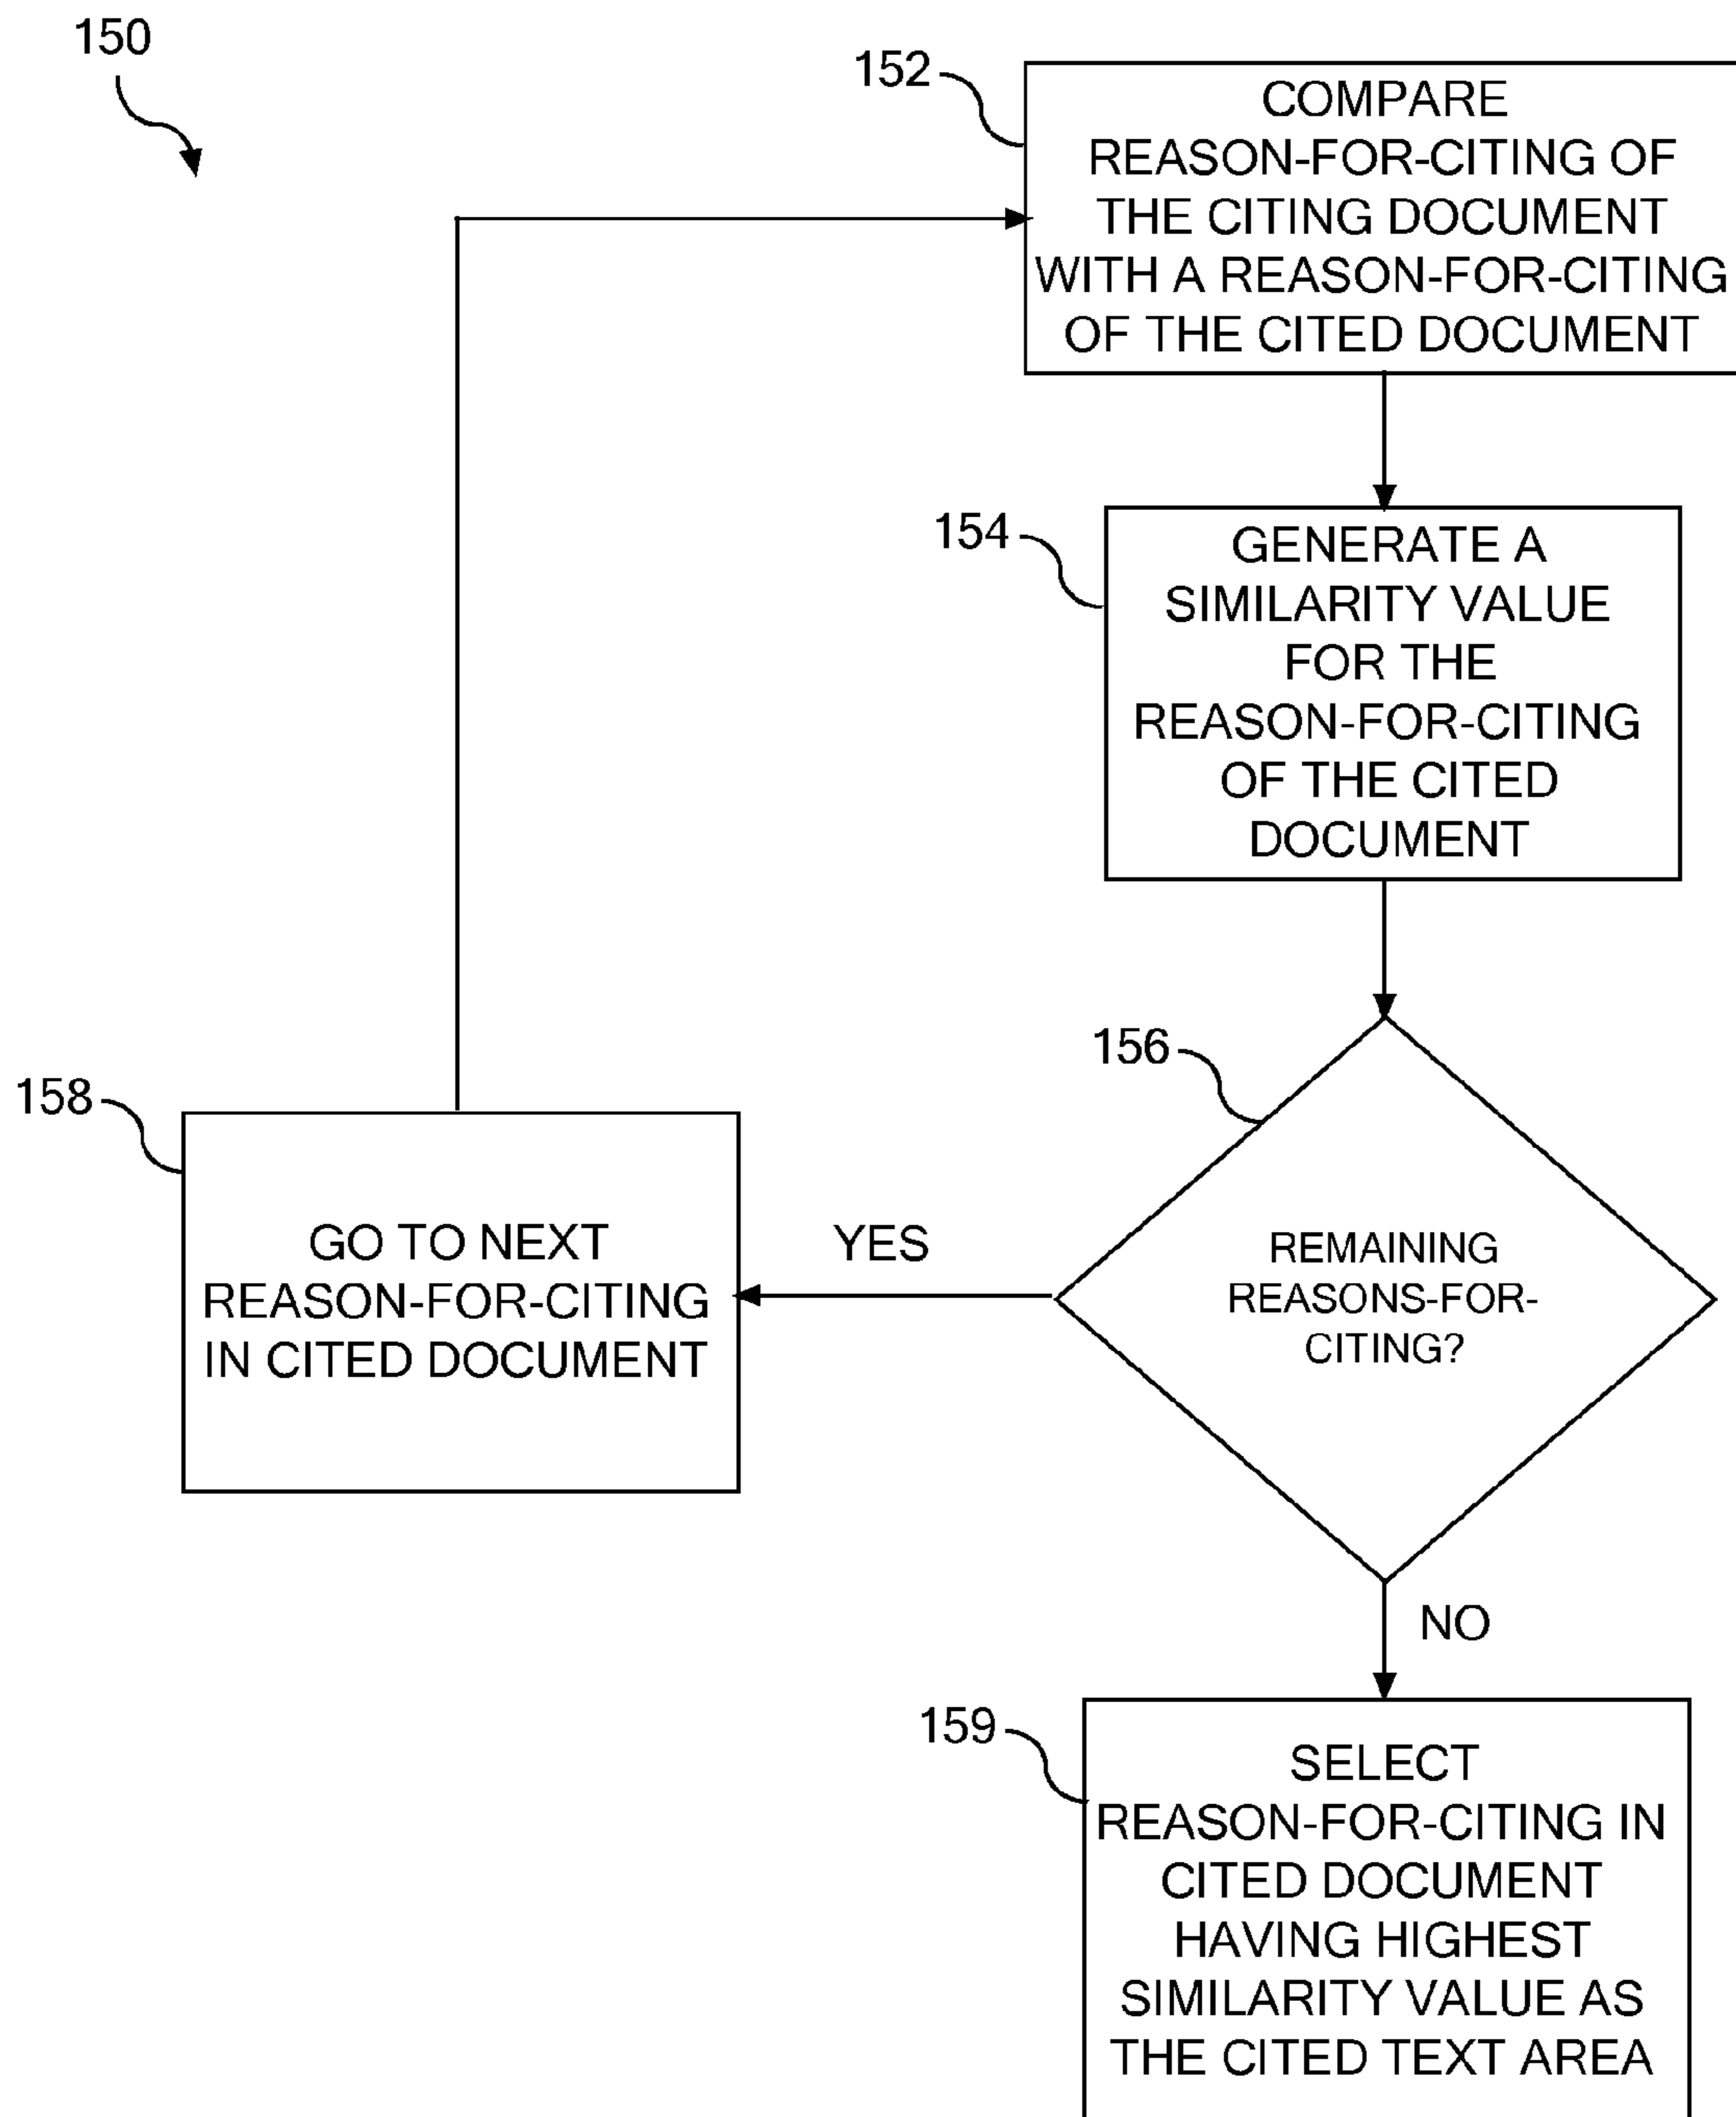 150
152
COMPARE
REASON-FOR-CITING OF
THE CITING DOCUMENT
WITH A REASON-FOR-CITING
OF THE CITED DOCUMENT
154
GENERATE A
SIMILARITY VALUE
FOR THE
REASON-FOR-CITING
OF THE CITED
DOCUMENT
156
REMAINING
REASONS-FOR-
CITING?
YES
158
GO TO NEXT
REASON-FOR-CITING
IN CITED DOCUMENT
NO
159
SELECT
REASON-FOR-CITING IN
CITED DOCUMENT
HAVING HIGHEST
SIMILARITY VALUE AS
THE CITED TEXT AREA